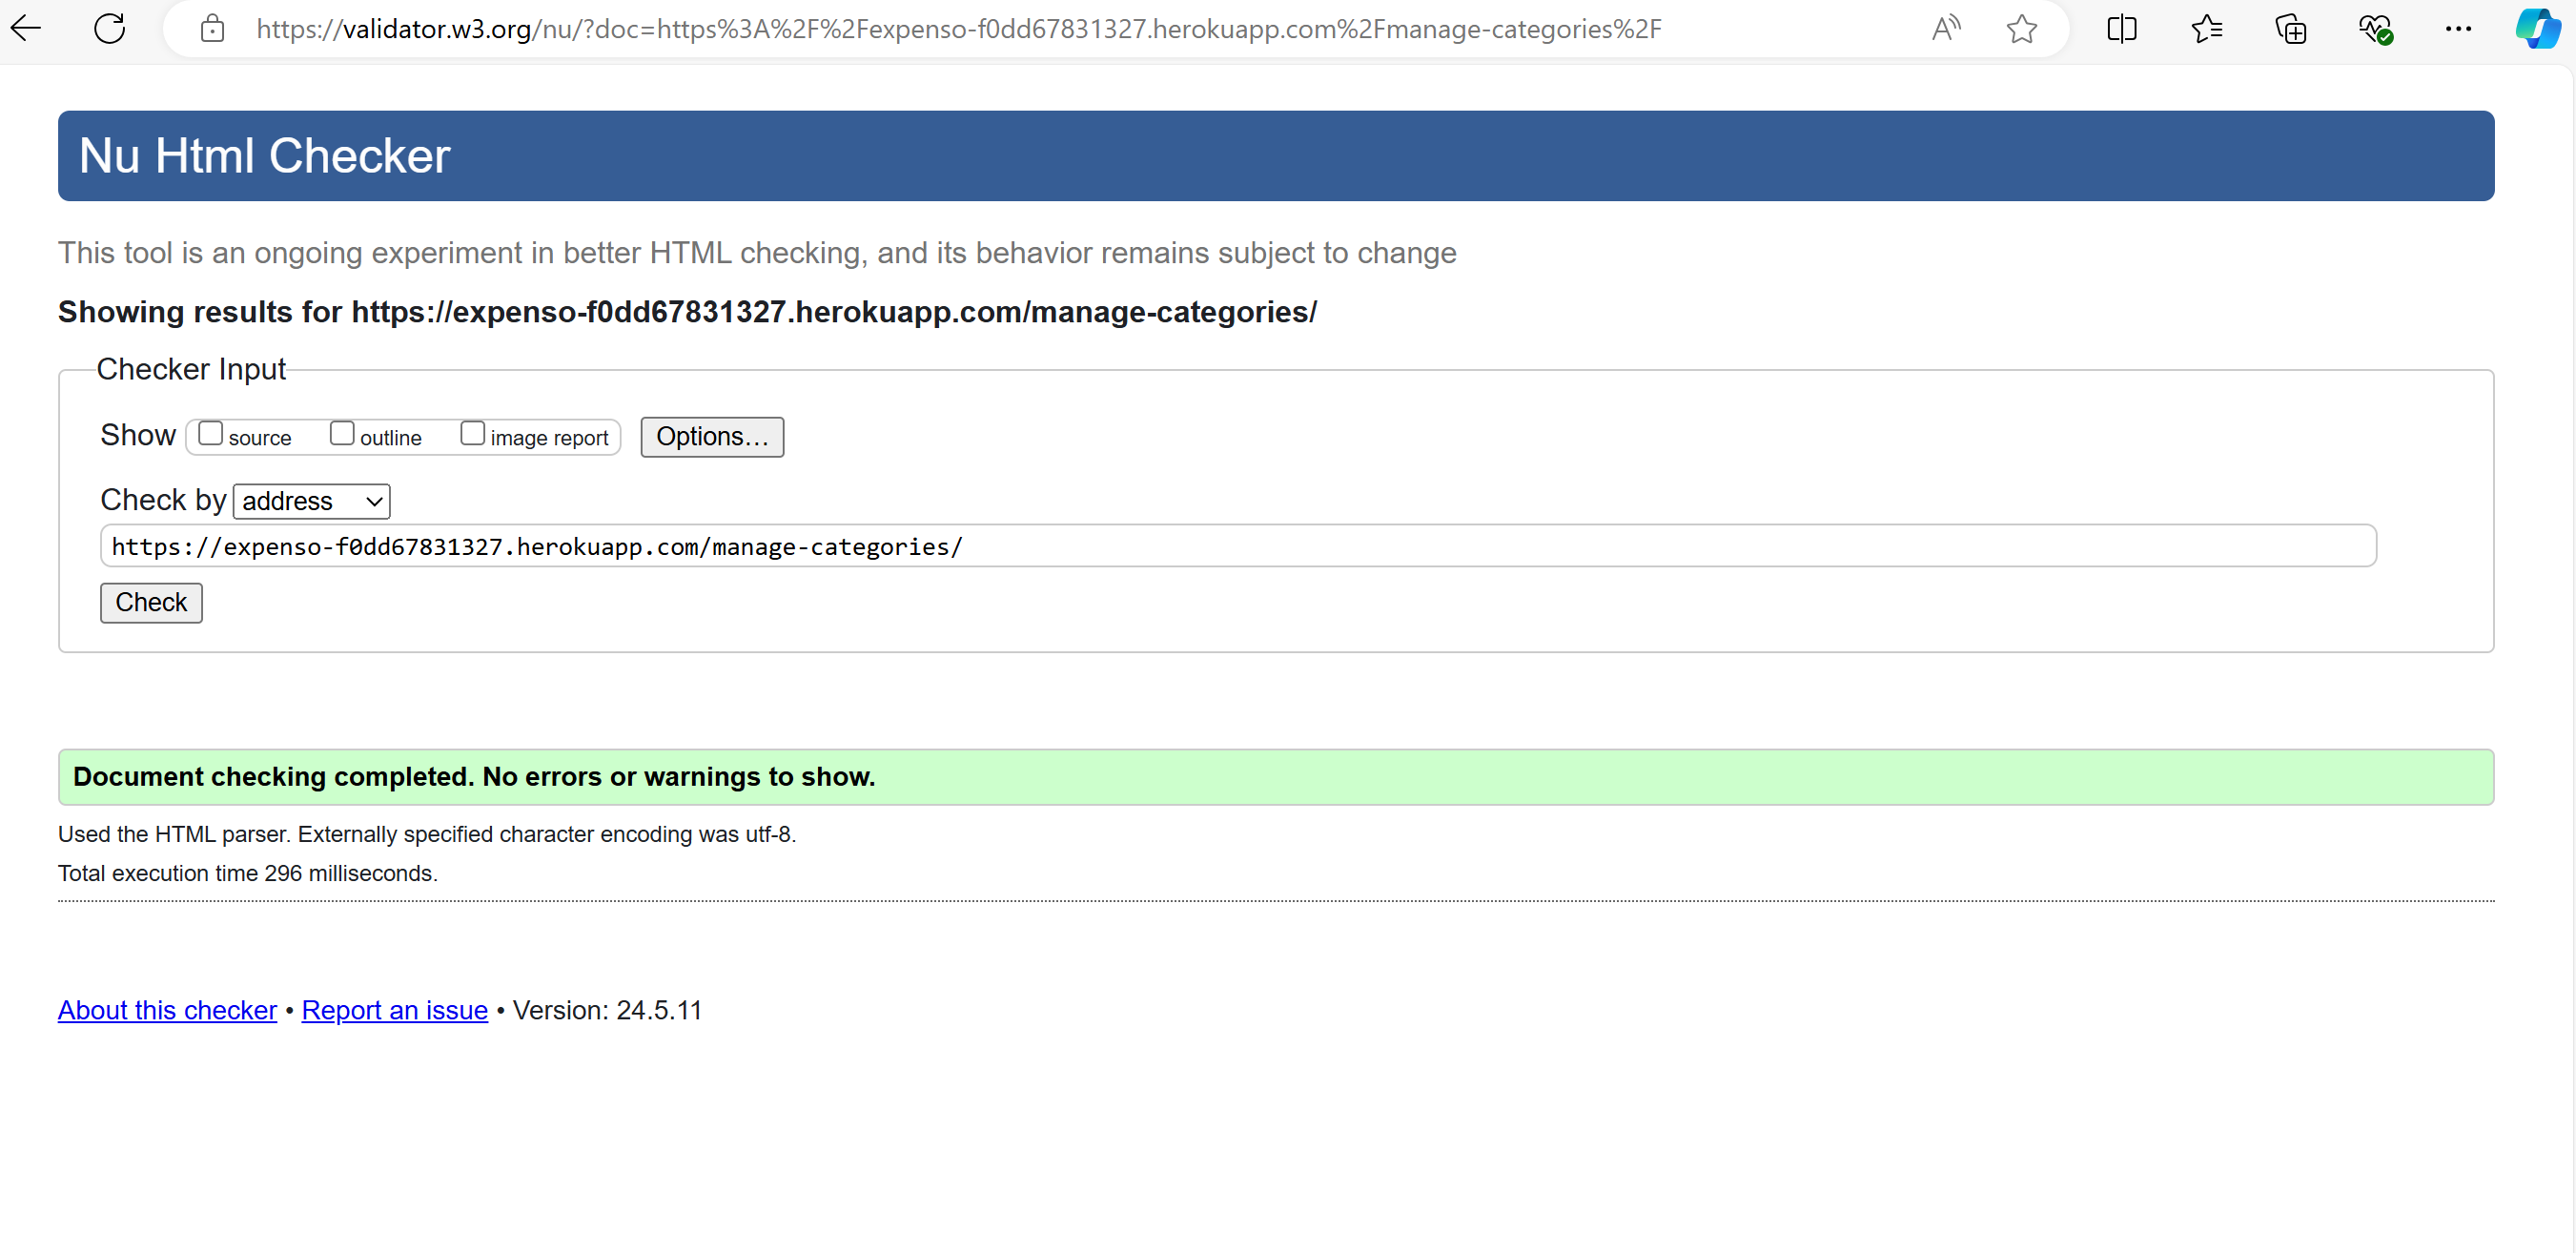 https://validator.w3.org/nu/?doc=https%3A%2F%2Fexpenso-f0dd67831327.herokuapp.com%2Fmanage-categories%2F
Nu Html Checker
This tool is an ongoing experiment in better HTML checking, and its behavior remains subject to change
Showing results for https://expenso-f0dd67831327.herokuapp.com/manage-categories/
Checker Input
Show source outline image report Options…
Check by address
https://expenso-f0dd67831327.herokuapp.com/manage-categories/
Check
Document checking completed. No errors or warnings to show.
Used the HTML parser. Externally specified character encoding was utf-8.
Total execution time 296 milliseconds.
About this checker • Report an issue • Version: 24.5.11